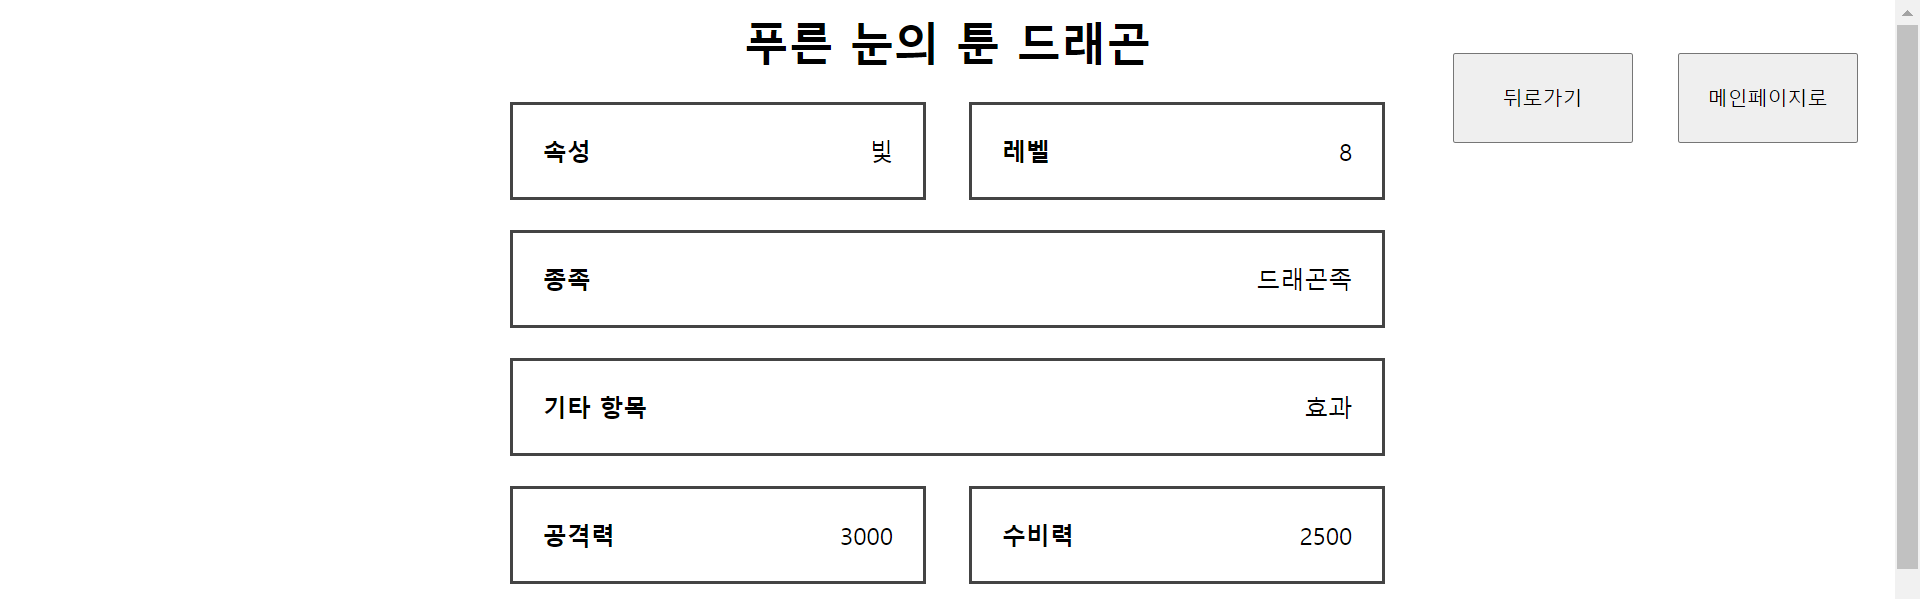 푸른 눈의 툰 드래곤
뒤로가기
메인페이지로
속성 빛
레벨 8
종족 드래곤족
기타 항목 효과
공격력 3000
수비력 2500